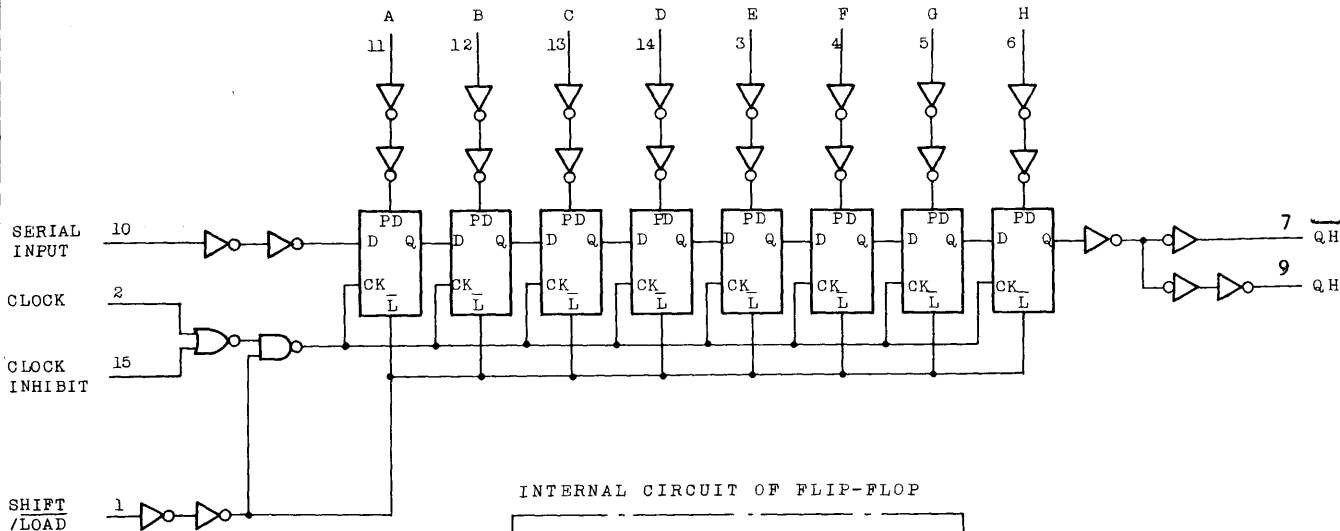 A B C D E F G H
11 12 13 14 3 4 5 6
PD PD PD PD PD PD PD PD
SERIAL INPUT 10
D Q D Q D Q D Q D Q D Q D Q D Q
7 Q̅H̅
9 QH
CLOCK 2
CK CK CK CK CK CK CK CK
L̅ L̅ L̅ L̅ L̅ L̅ L̅ L̅
CLOCK INHIBIT 15
SHIFT /L̅O̅A̅D̅ 1
INTERNAL CIRCUIT OF FLIP-FLOP